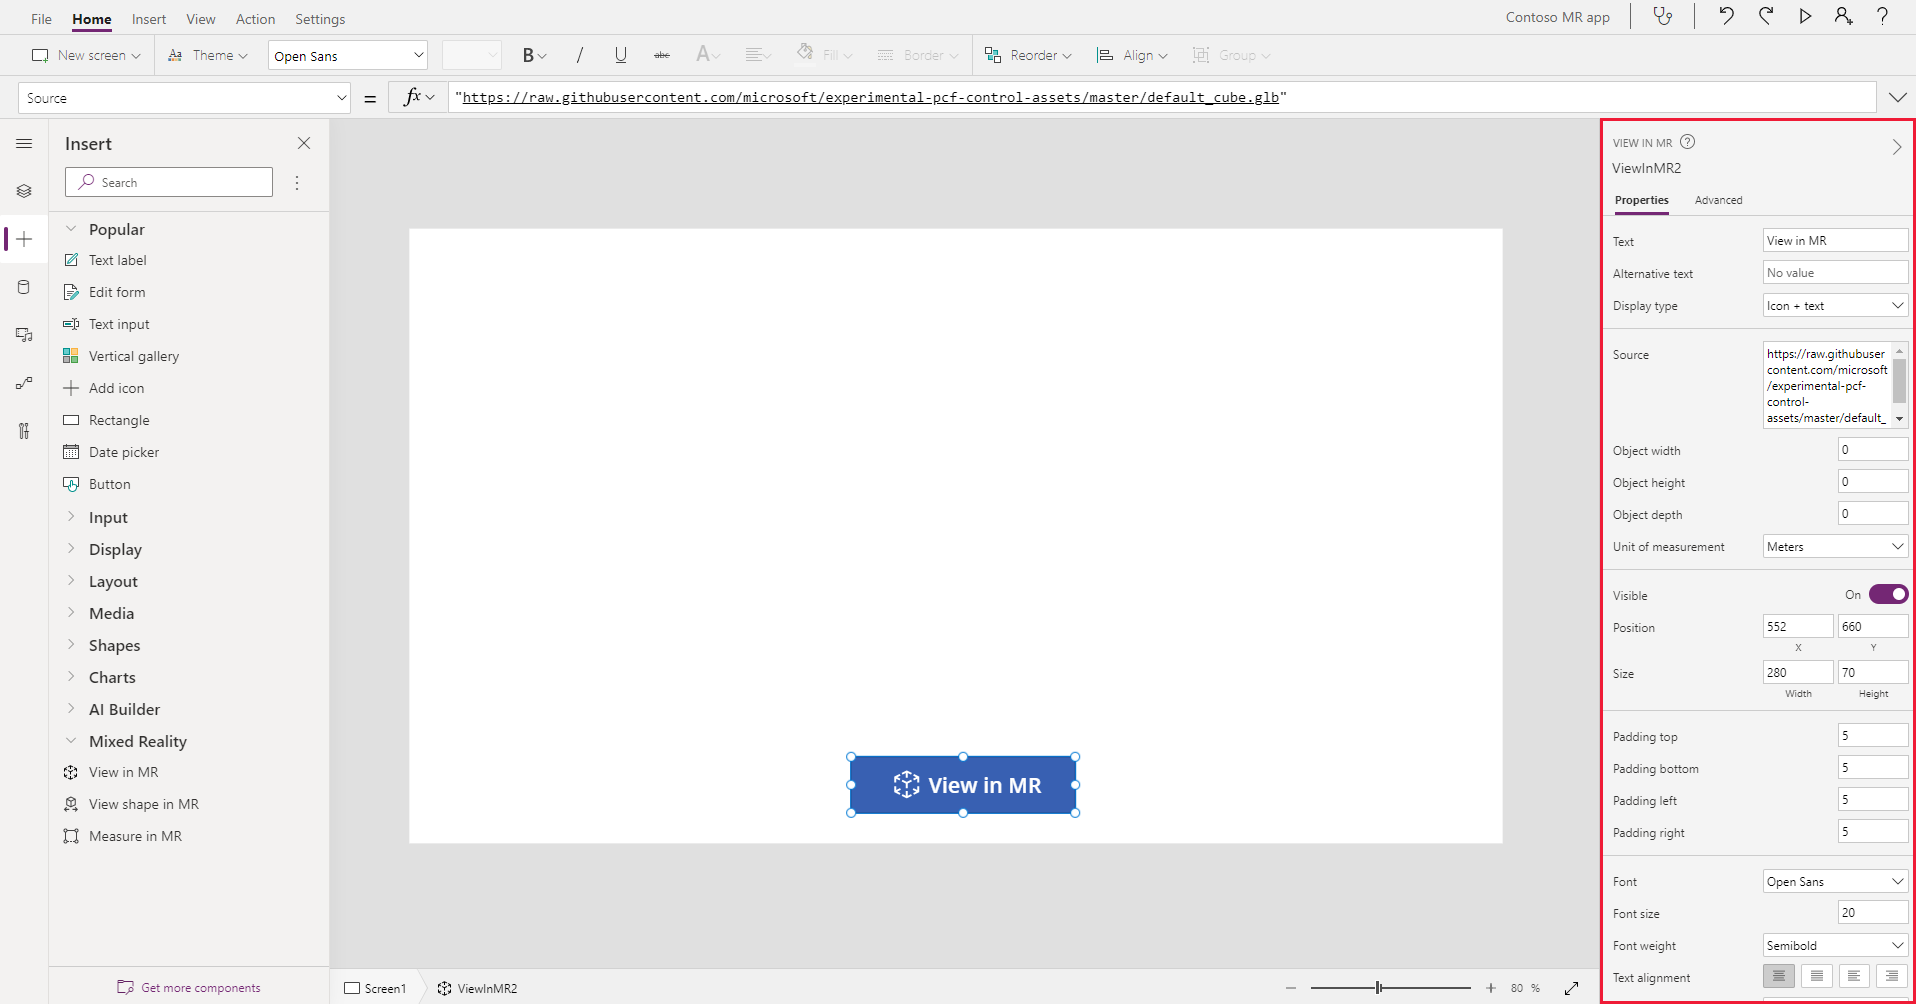 File Home Insert View Action Settings Contoso MR app
New screen Theme Open Sans B / U abc A Fill Border Reorder Align Group
Source = fx "https://raw.githubusercontent.com/microsoft/experimental-pcf-control-assets/master/default_cube.glb"
Insert
Search
Popular
Text label
Edit form
Text input
Vertical gallery
Add icon
Rectangle
Date picker
Button
Input
Display
Layout
Media
Shapes
Charts
AI Builder
Mixed Reality
View in MR
View shape in MR
Measure in MR
Get more components
View in MR
Screen1 ViewInMR2 80 %
VIEW IN MR
ViewInMR2
Properties Advanced
Text View in MR
Alternative text No value
Display type Icon + text
Source https://raw.githubuser
content.com/microsoft
/experimental-pcf-
control-
assets/master/default_
Object width 0
Object height 0
Object depth 0
Unit of measurement Meters
Visible On
Position 552 660
X Y
Size 280 70
Width Height
Padding top 5
Padding bottom 5
Padding left 5
Padding right 5
Font Open Sans
Font size 20
Font weight Semibold
Text alignment